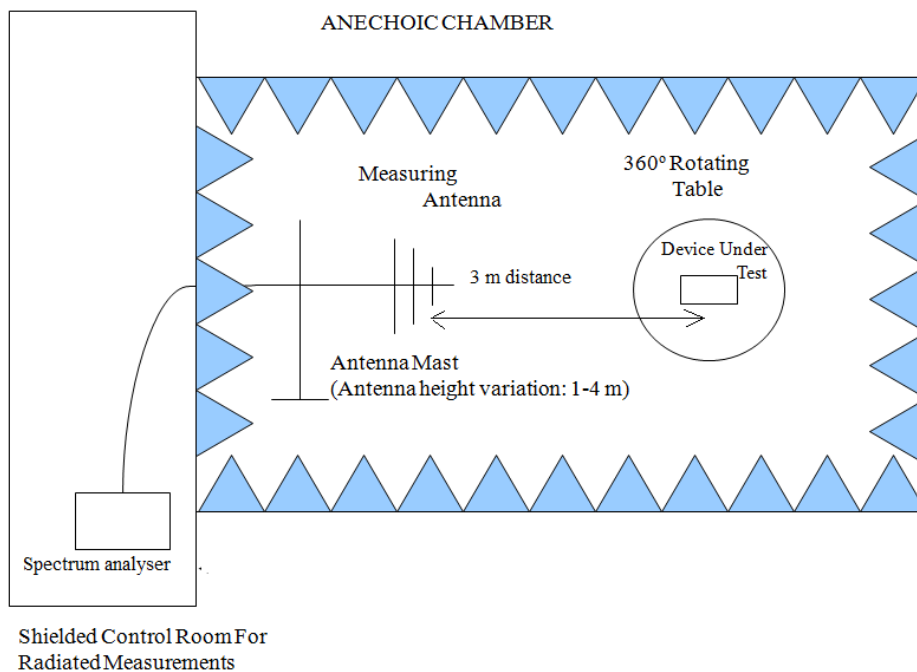 ANECHOIC CHAMBER
Measuring
Antenna
360º Rotating
Table
Device Under
Test
3 m distance
Antenna Mast
(Antenna height variation: 1-4 m)
Spectrum analyser
Shielded Control Room For
Radiated Measurements